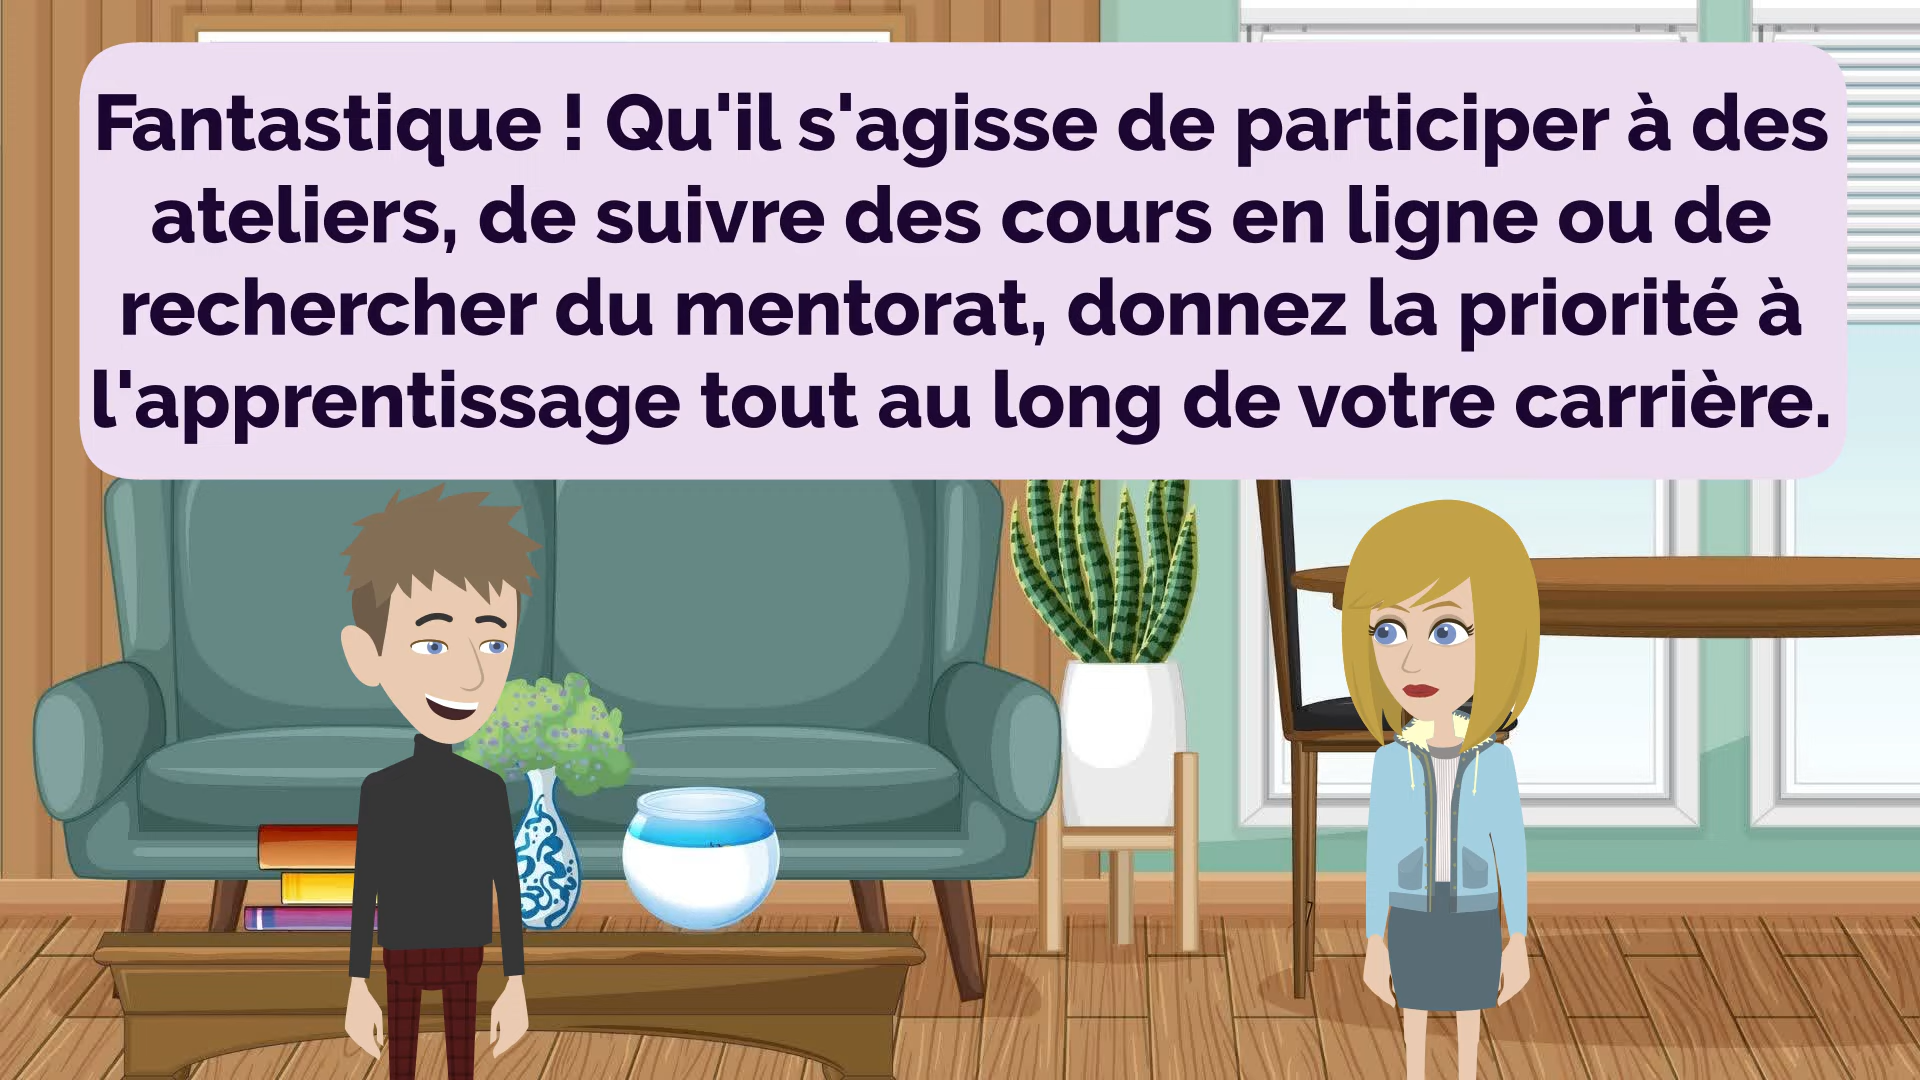 Fantastique ! Qu'il s'agisse de participer à des
ateliers, de suivre des cours en ligne ou de
rechercher du mentorat, donnez la priorité à
l'apprentissage tout au long de votre carrière.